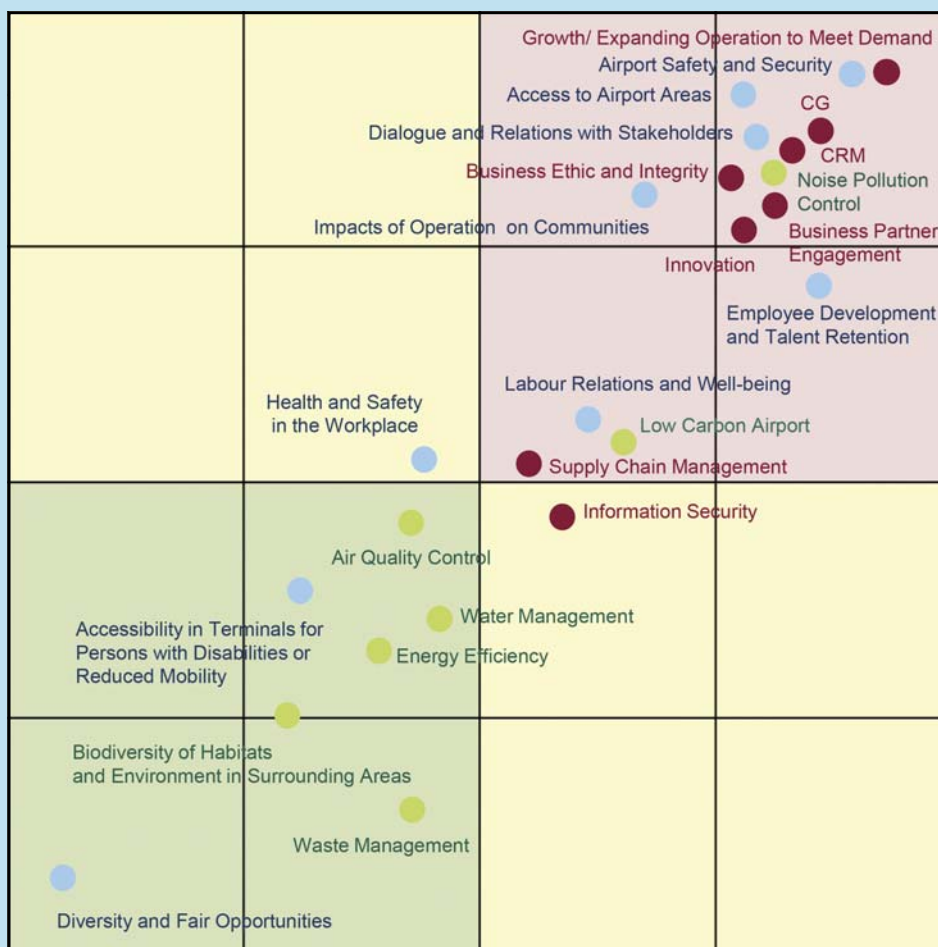 Growth/ Expanding Operation to Meet Demand
Airport Safety and Security
Access to Airport Areas
CG
Dialogue and Relations with Stakeholders
CRM
Business Ethic and Integrity
Noise Pollution
Control
Impacts of Operation on Communities
Business Partner
Engagement
Innovation
Employee Development
and Talent Retention
Labour Relations and Well-being
Health and Safety
in the Workplace
Low Carbon Airport
Supply Chain Management
Information Security
Air Quality Control
Water Management
Accessibility in Terminals for
Persons with Disabilities or
Reduced Mobility
Energy Efficiency
Biodiversity of Habitats
and Environment in Surrounding Areas
Waste Management
Diversity and Fair Opportunities